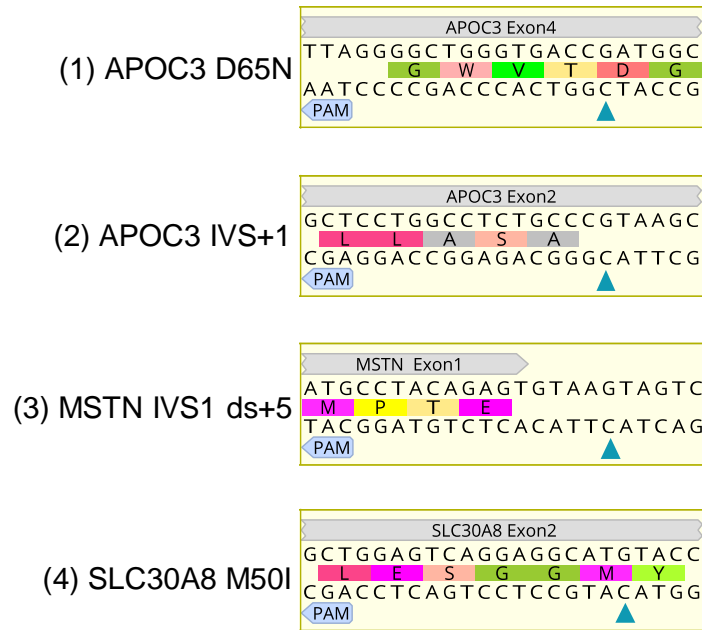 APOC3 Exon4
TTAGGGGCTGGGTGACCGATGGC
(1) APOC3 D65N
G W V T D G
AATCCCCGACCCACTGGCTACCG
PAM
APOC3 Exon2
GCTCCTGGCCTCTGCCCGTAAGC
(2) APOC3 IVS+1
L L A S A
CGAGGACCGGAGACGGGCATTCG
PAM
MSTN Exon1
ATGCCTACAGAGTGTAAGTAGTC
(3) MSTN IVS1 ds+5
M P T E
TACGGATGTCTCACATTCATCAG
PAM
SLC30A8 Exon2
GCTGGAGTCAGGAGGCATGTACC
(4) SLC30A8 M50I
L E S G G M Y
CGACCTCAGTCCTCCGTACATGG
PAM